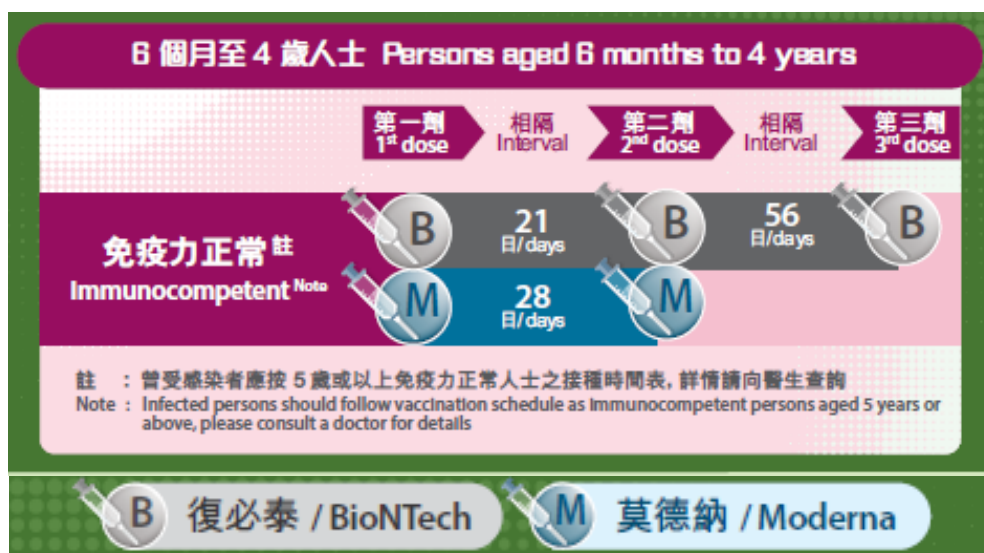 6 個月至 4 歲人士 Persons aged 6 months to 4 years
第一劑 相隔 第二劑 相隔 第三劑
1st dose Interval 2nd dose Interval 3rd dose
B 21 B 56 B
日/days 日/days
免疫力正常 註
Immunocompetent Note
M 28 M
日/days
註 : 曾受感染者應按 5 歲或以上免疫力正常人士之接種時間表, 詳情請向醫生查詢
Note : Infected persons should follow vaccination schedule as immunocompetent persons aged 5 years or
above, please consult a doctor for details
B 復必泰 / BioNTech M 莫德納 / Moderna